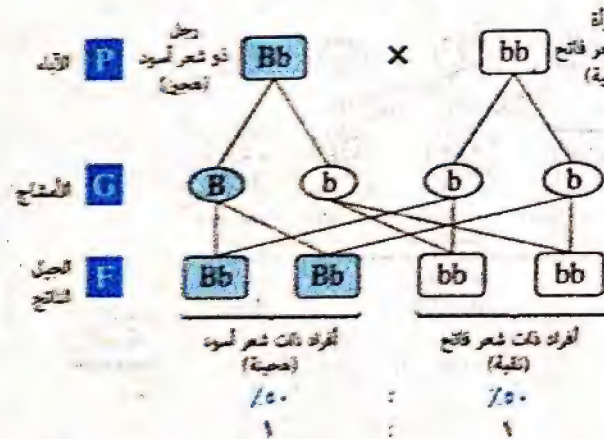 الآباء P رجل ذو شعر أسود (هجين) Bb × bb
شعر فاتح
الأمشاج G B b b b
الجيل الناتج F Bb Bb bb bb
أفراد ذات شعر أسود (هجينة) أفراد ذات شعر فاتح (نقية)
٪٥٠ : ٪٥٠
١ : ١